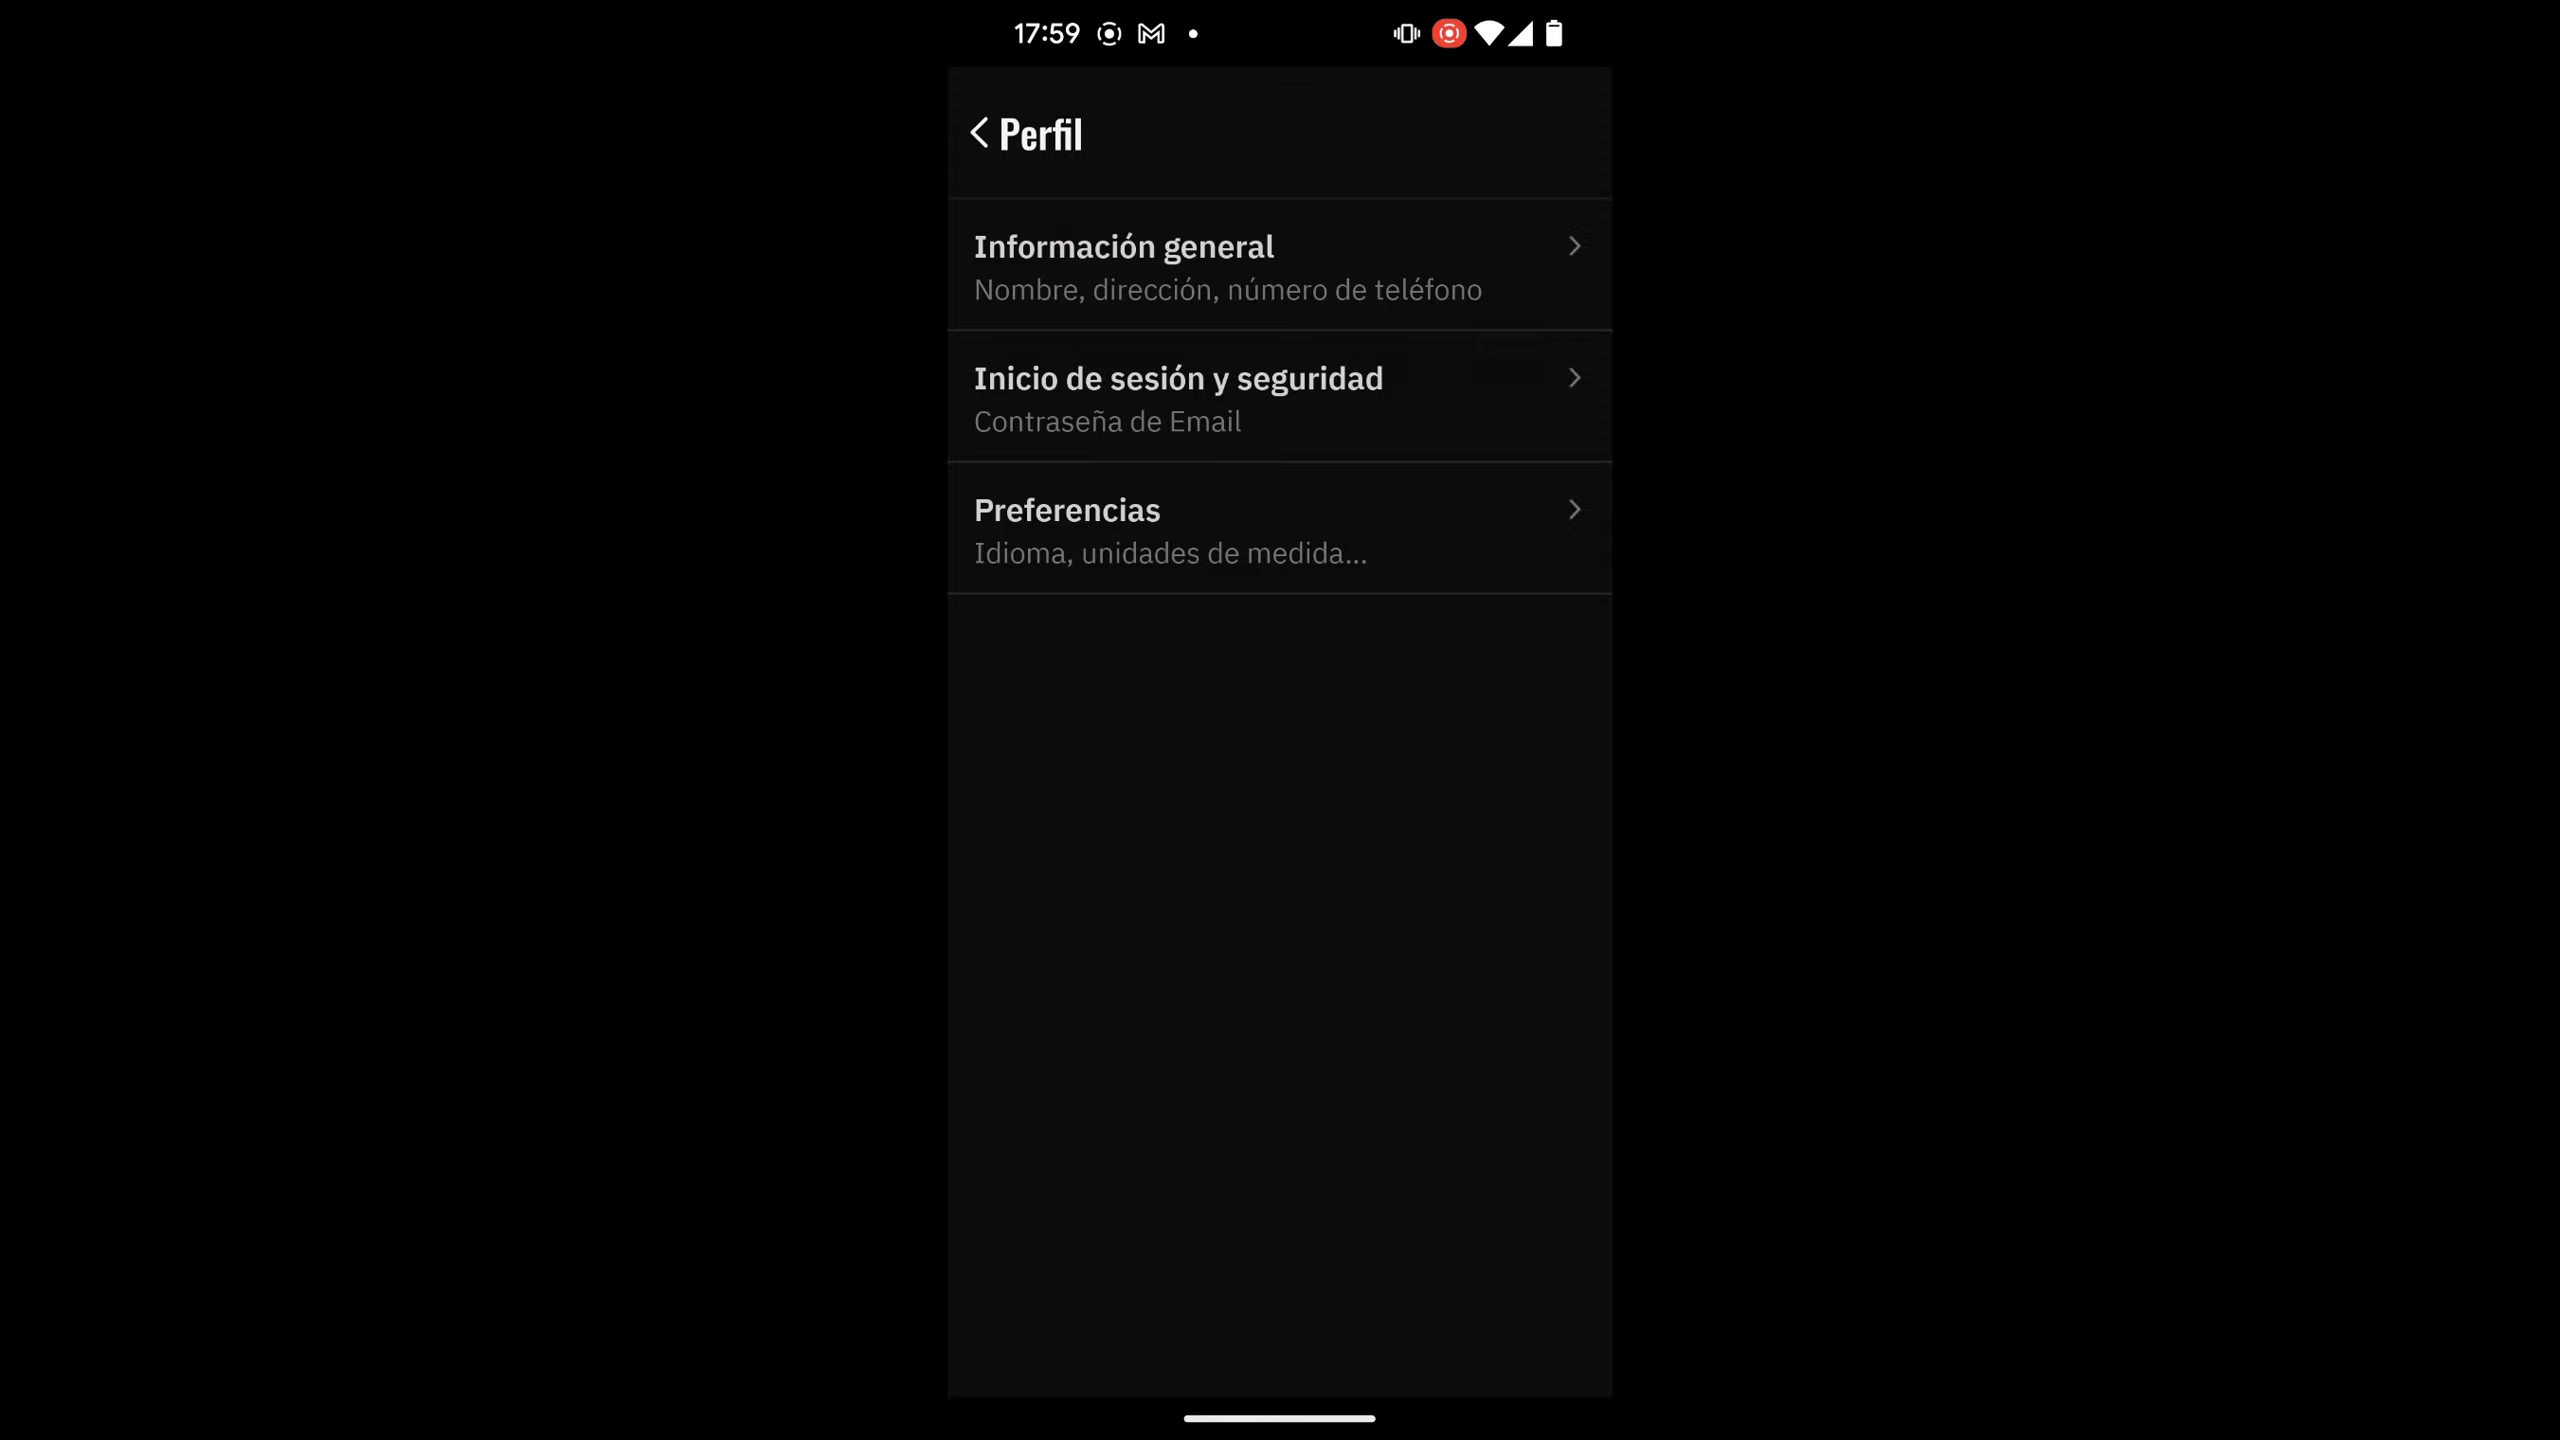 17:59
Perfil
Información general
Nombre, dirección, número de teléfono
Inicio de sesión y seguridad
Contraseña de Email
Preferencias
Idioma, unidades de medida...